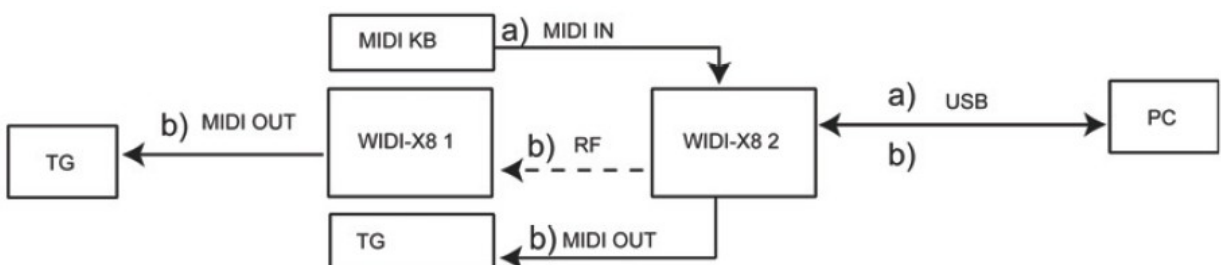 MIDI KB
a) MIDI IN
a) USB
PC
b) MIDI OUT
WIDI-X8 1
b) RF
WIDI-X8 2
b)
TG
TG
b) MIDI OUT